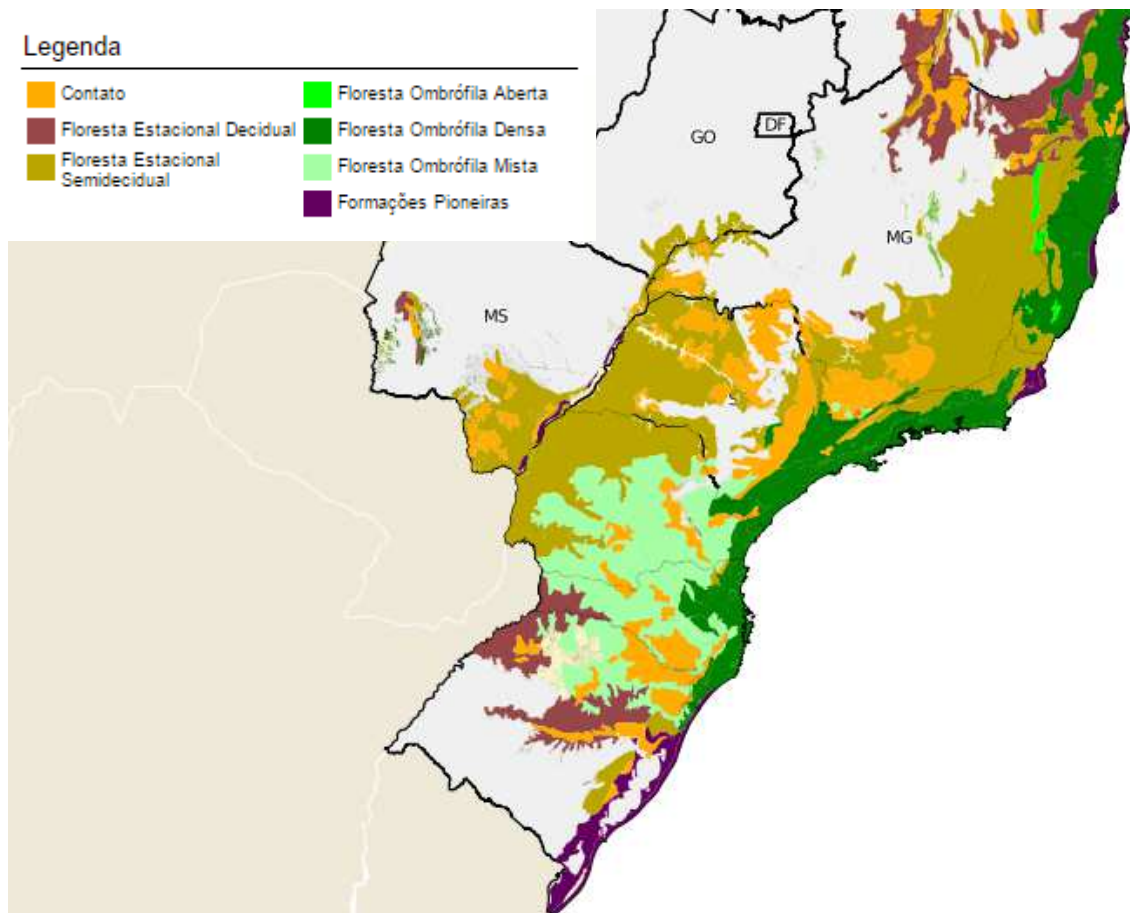 Legenda
Contato
Floresta Estacional Decidual
Floresta Estacional
Semidecidual
Floresta Ombrófila Aberta
Floresta Ombrófila Densa
Floresta Ombrófila Mista
Formações Pioneiras
GO
DF
MG
MS